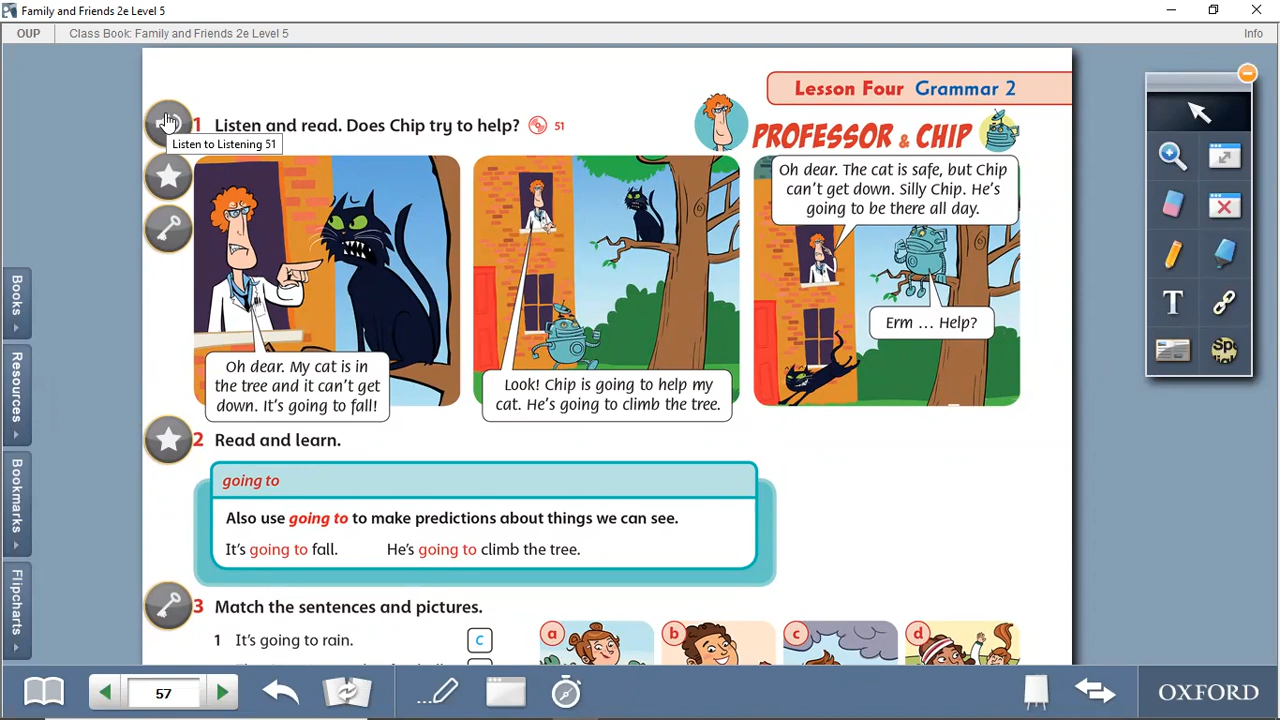 Family and Friends 2e Level 5
OUP
Class Book: Family and Friends 2e Level 5
Info
Lesson Four Grammar 2
1 Listen and read. Does Chip try to help? 51
PROFESSOR & CHIP
Listen to Listening 51
Oh dear. My cat is in
the tree and it can't get
down. It's going to fall!
Look! Chip is going to help my
cat. He's going to climb the tree.
Oh dear. The cat is safe, but Chip
can't get down. Silly Chip. He's
going to be there all day.
Erm ... Help?
2 Read and learn.
going to
Also use going to to make predictions about things we can see.
It's going to fall. He's going to climb the tree.
3 Match the sentences and pictures.
1 It's going to rain. C
a b c d
Books
Resources
Bookmarks
Flipcharts
T
57
OXFORD